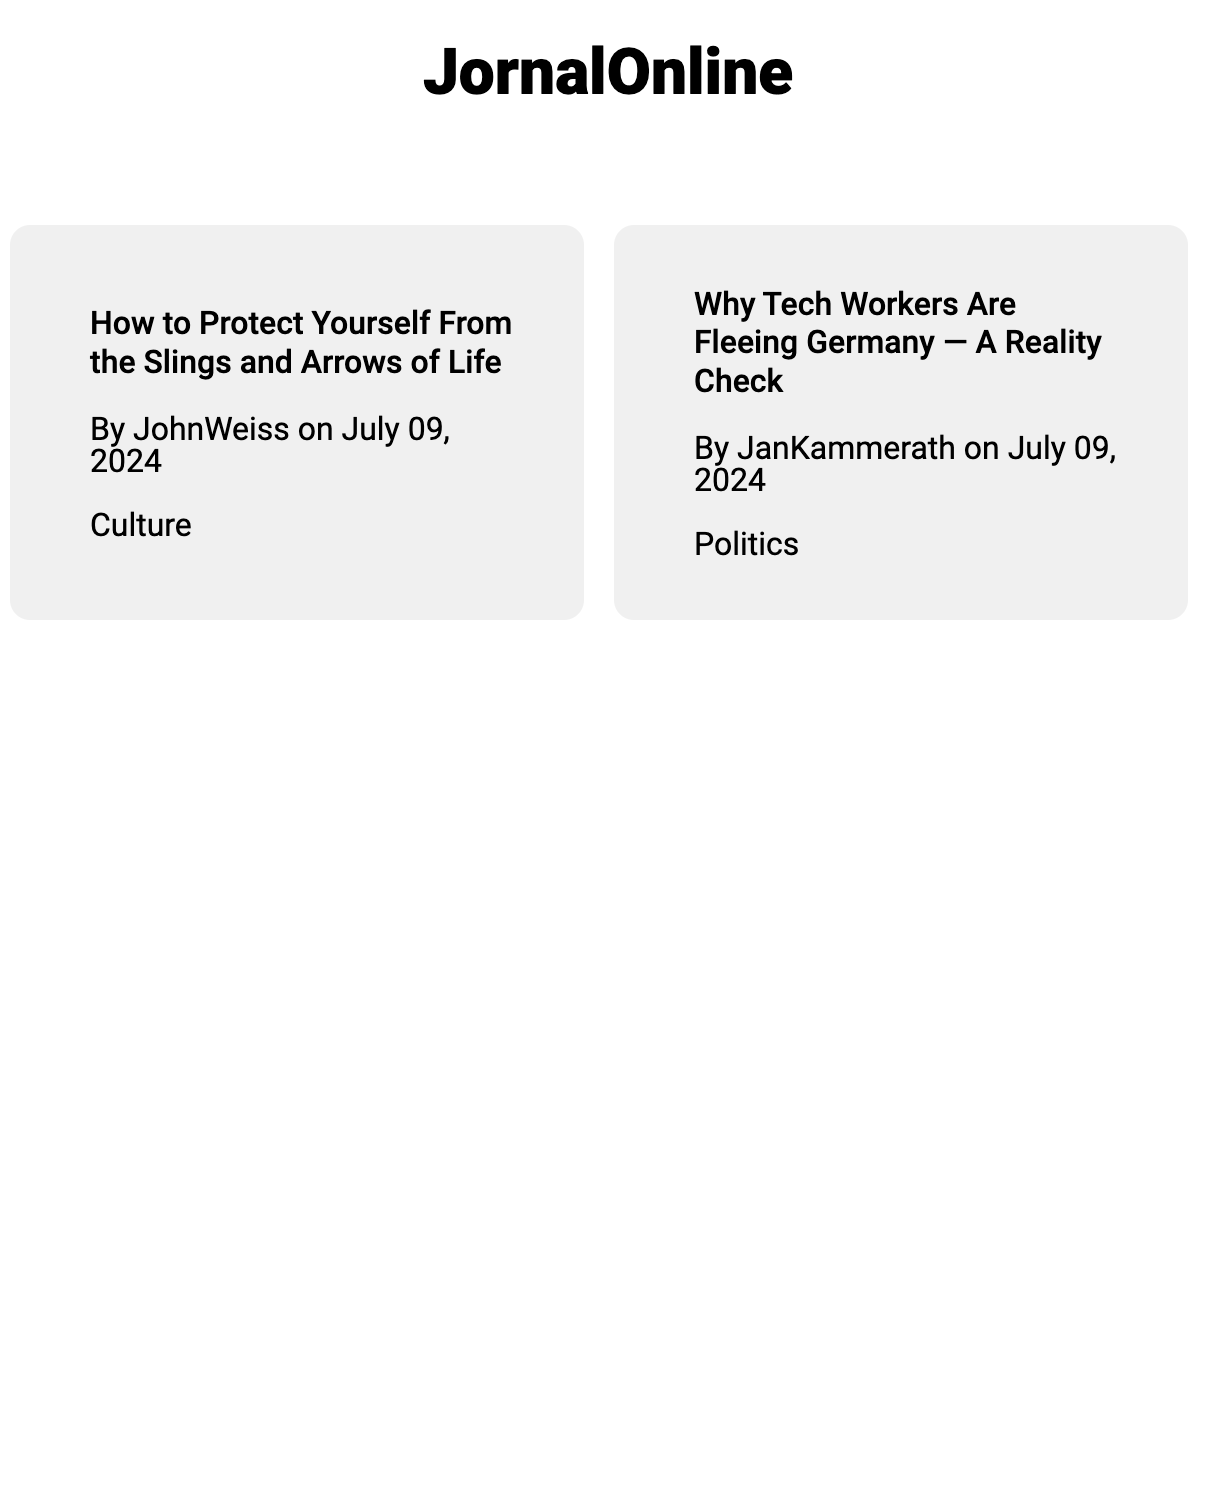 JornalOnline
How to Protect Yourself From
the Slings and Arrows of Life
By JohnWeiss on July 09,
2024
Culture
Why Tech Workers Are
Fleeing Germany — A Reality
Check
By JanKammerath on July 09,
2024
Politics